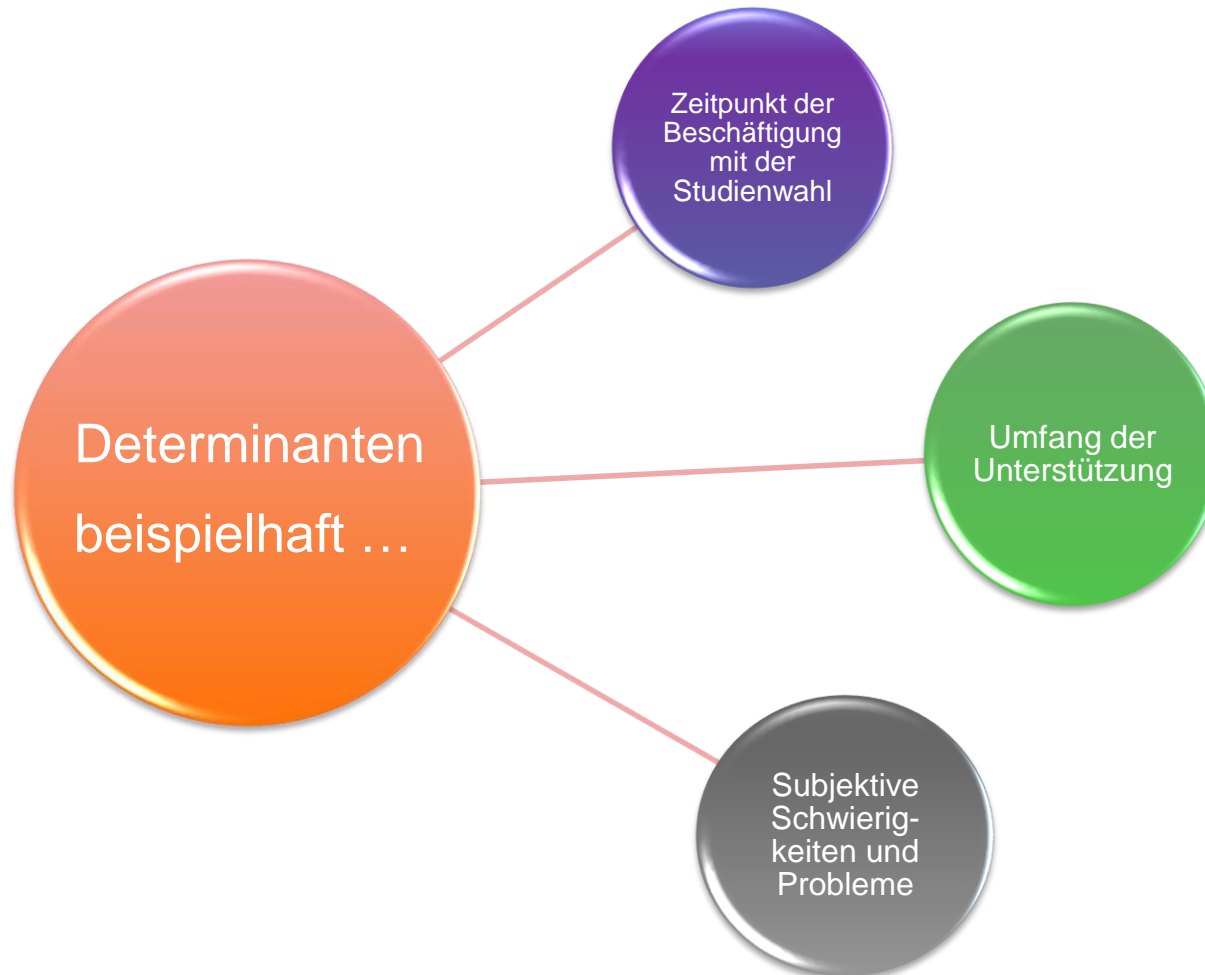 Zeitpunkt der
Beschäftigung
mit der
Studienwahl
Determinanten
beispielhaft …
Umfang der
Unterstützung
Subjektive
Schwierig-
keiten und
Probleme